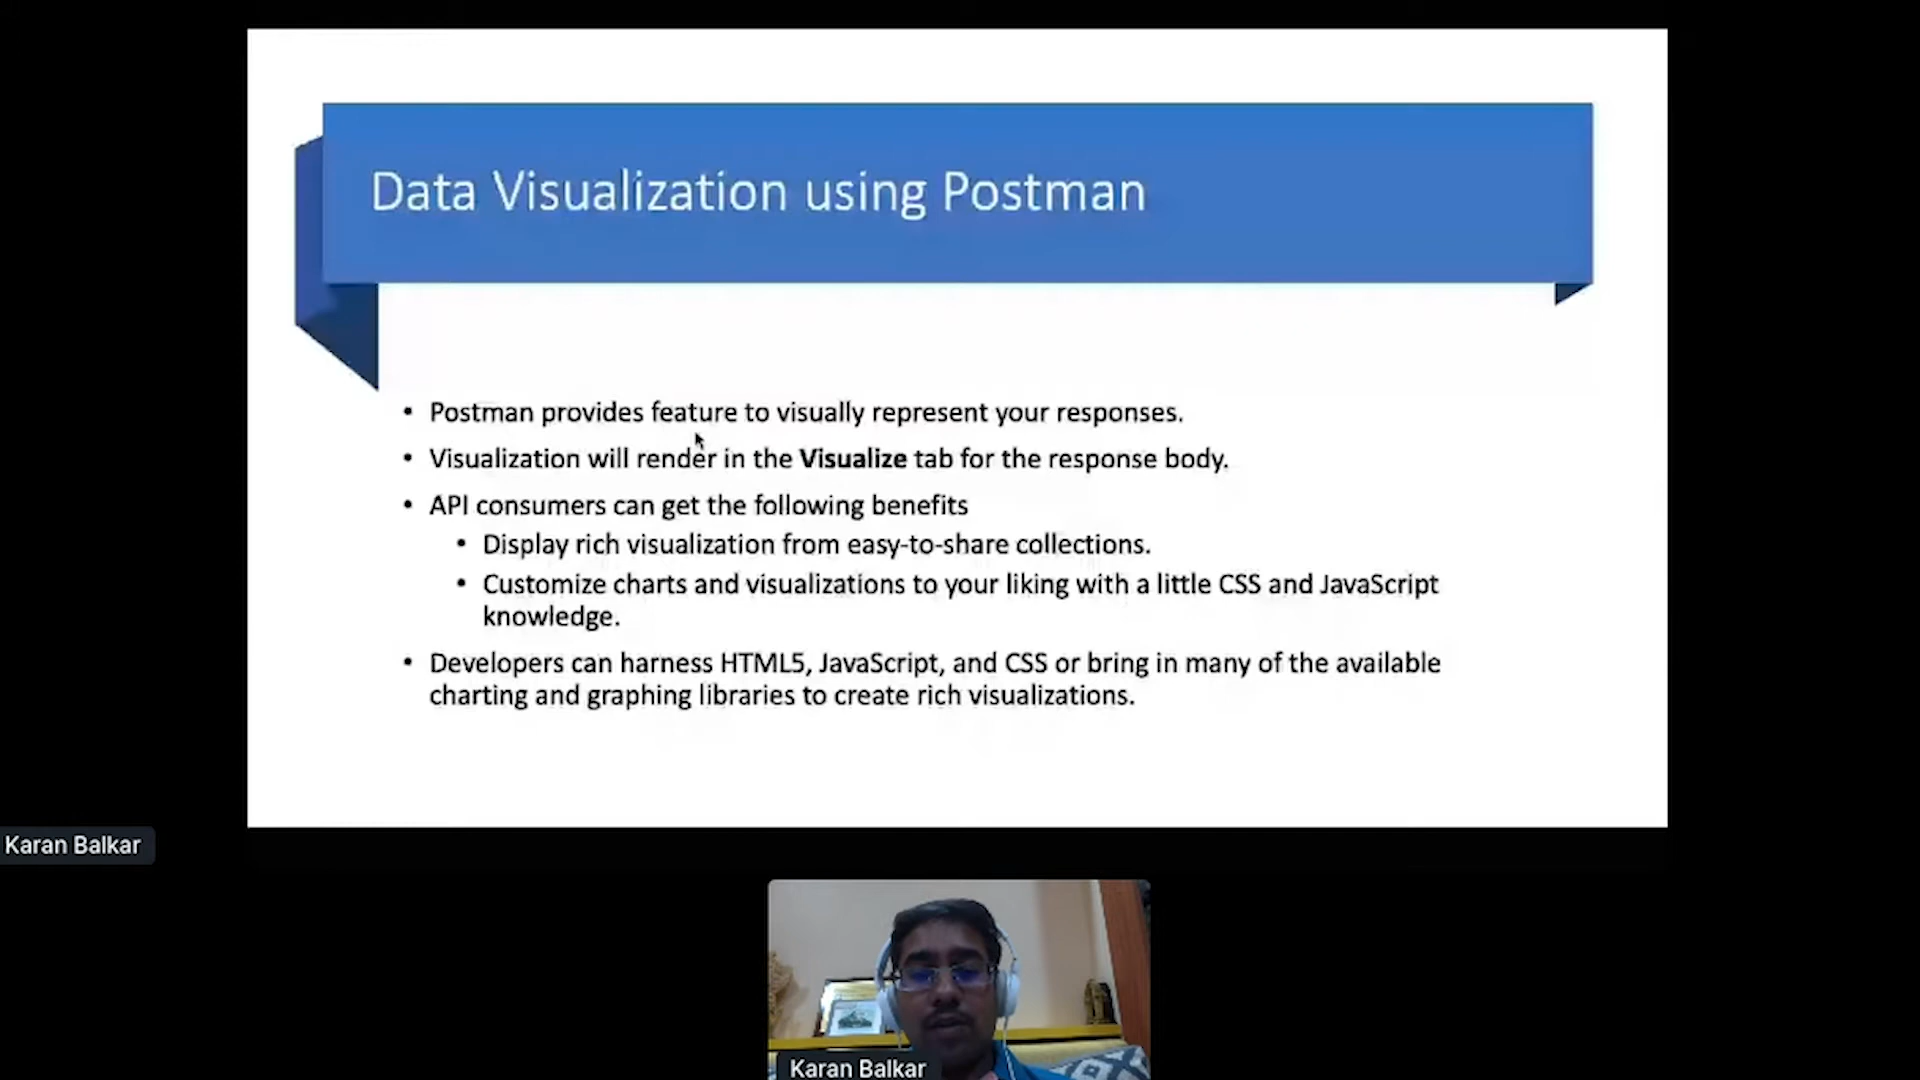 Data Visualization using Postman
• Postman provides feature to visually represent your responses.
• Visualization will render in the Visualize tab for the response body.
• API consumers can get the following benefits
• Display rich visualization from easy-to-share collections.
• Customize charts and visualizations to your liking with a little CSS and JavaScript
knowledge.
• Developers can harness HTML5, JavaScript, and CSS or bring in many of the available
charting and graphing libraries to create rich visualizations.
Karan Balkar
Karan Balkar